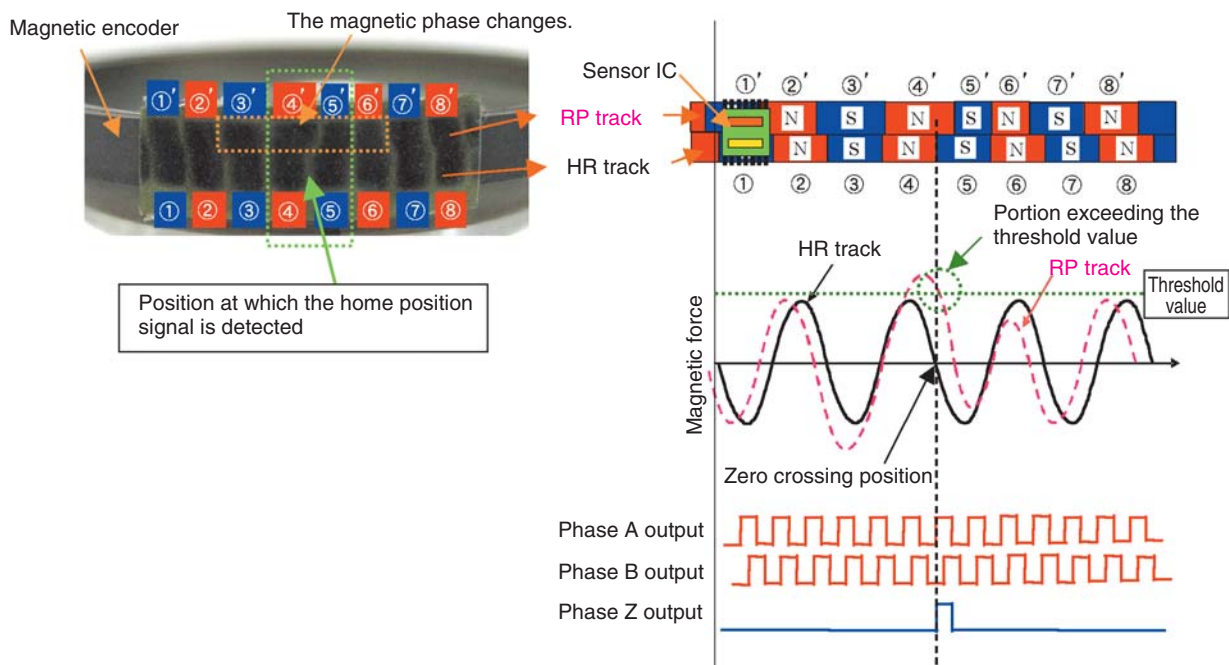 Magnetic encoder
The magnetic phase changes.
①′ ②′ ③′ ④′ ⑤′ ⑥′ ⑦′ ⑧′
RP track
HR track
① ② ③ ④ ⑤ ⑥ ⑦ ⑧
Position at which the home position
signal is detected
Sensor IC
①′ ②′ ③′ ④′ ⑤′ ⑥′ ⑦′ ⑧′
N S N S N S N
N S N S N S N
① ② ③ ④ ⑤ ⑥ ⑦ ⑧
Portion exceeding the
threshold value
HR track
RP track
Threshold
value
Magnetic force
Zero crossing position
Phase A output
Phase B output
Phase Z output